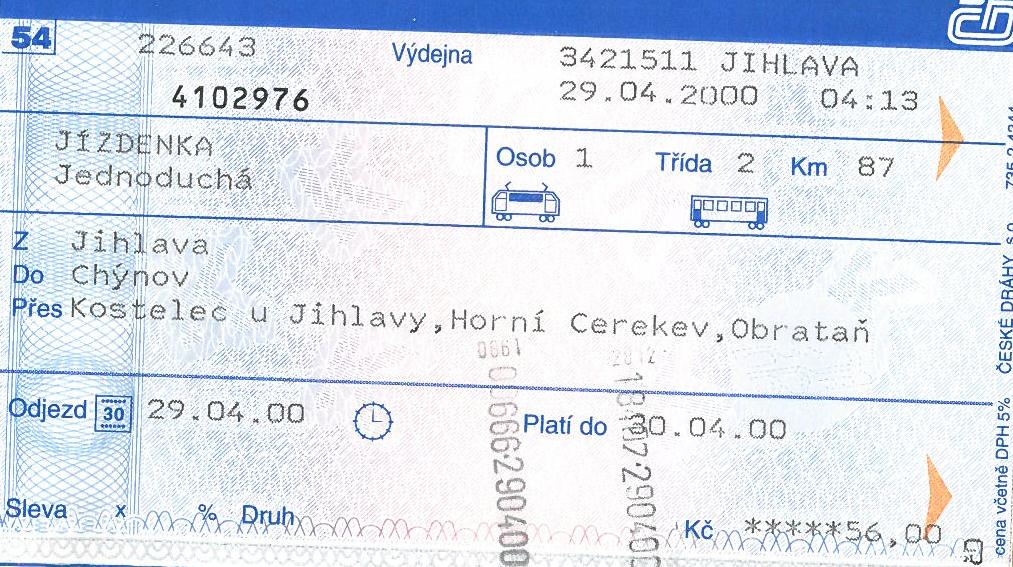 ČD
54 226643 Výdejna 3421511 JIHLAVA
4102976 29.04.2000 04:13
JÍZDENKA
Jednoduchá
Osob 1 Třída 2 Km 87
Z Jihlava
Do Chýnov
Přes Kostelec u Jihlavy,Horní Cerekev,Obrataň
Odjezd 30 29.04.00 Platí do 30.04.00
Sleva x % Druh Kč *****56,00
cena včetně DPH 5% ČESKÉ DRÁHY s.o.